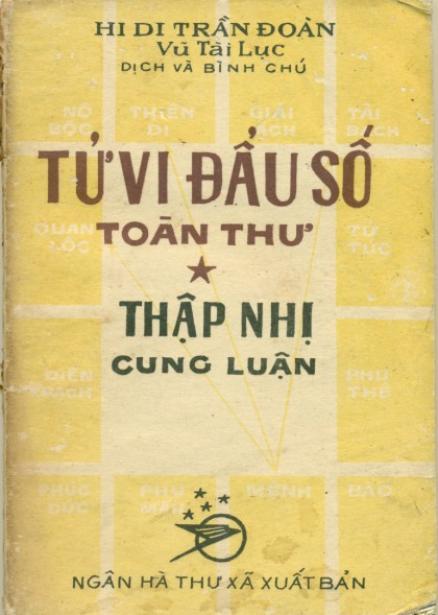 HI DI TRẦN ĐOÀN
Vũ Tài Lục
DỊCH VÀ BÌNH CHÚ
NÔ BỘC
THIÊN DI
GIẢI ÁCH
TÀI BẠCH
TỬ VI ĐẨU SỐ
QUAN LỘC
TOÀN THƯ
TỬ TỨC
THẬP NHỊ
CUNG LUẬN
ĐIỀN TRẠCH
PHU THÊ
PHÚC ĐỨC
PHỤ MẪU
MỆNH
BÀO
NGÂN HÀ THƯ XÃ XUẤT BẢN